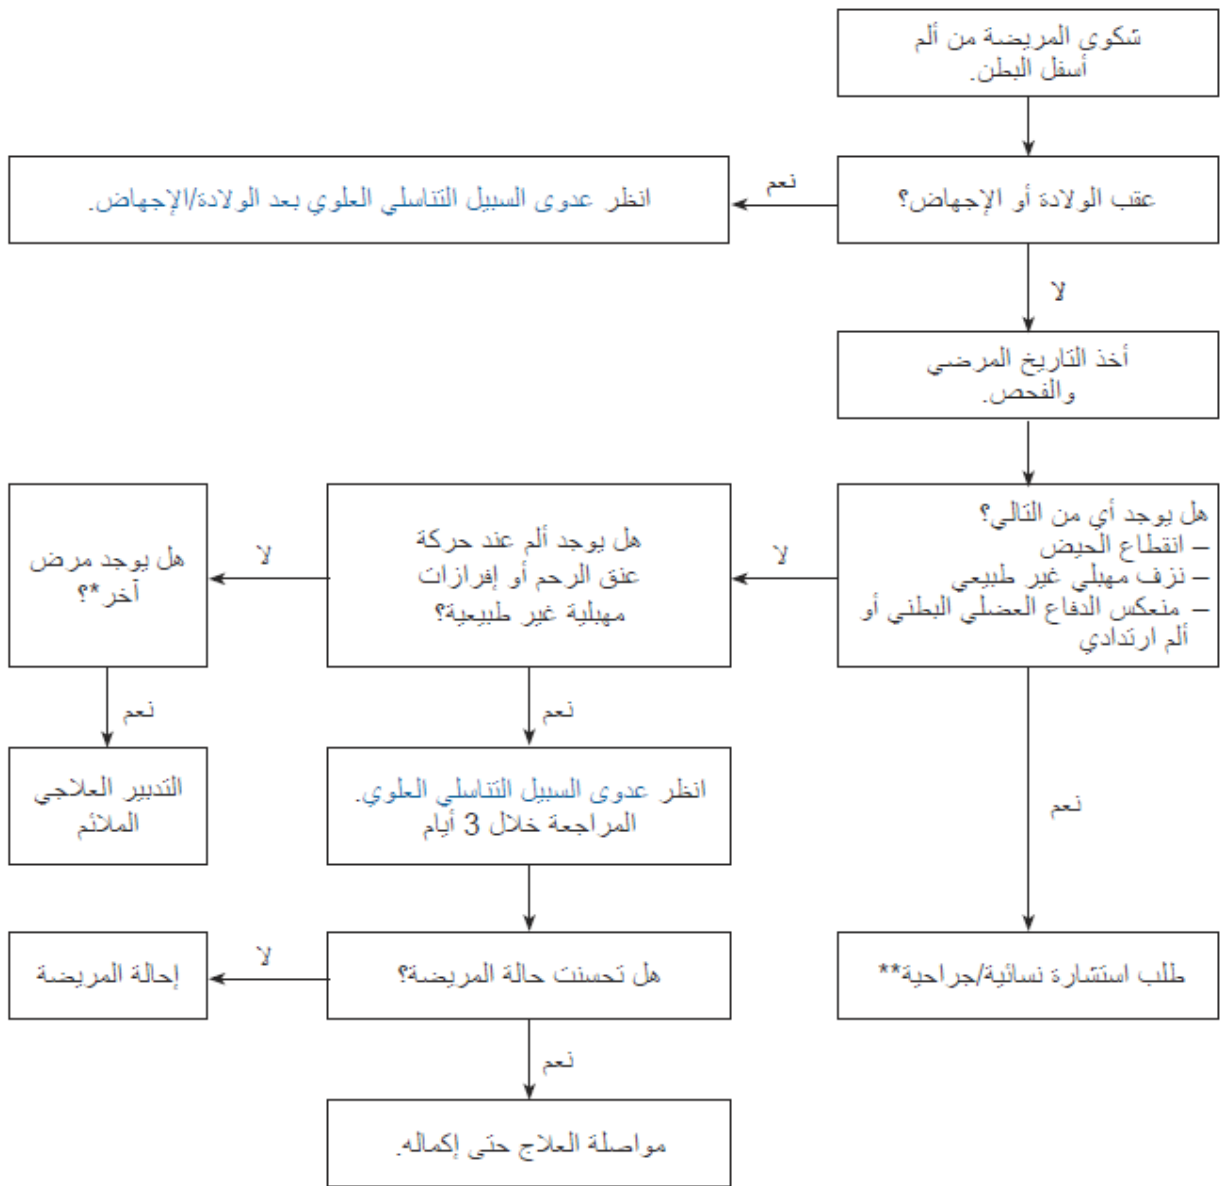 شكوى المريضة من ألم
أسفل البطن.
عقب الولادة أو الإجهاض؟
نعم
انظر عدوى السبيل التناسلي العلوي بعد الولادة/الإجهاض.
لا
أخذ التاريخ المرضي
والفحص.
هل يوجد أي من التالي؟
– انقطاع الحيض
– نزف مهبلي غير طبيعي
– منعكس الدفاع العضلي البطني أو
ألم ارتدادي
لا
هل يوجد ألم عند حركة
عنق الرحم أو إفرازات
مهبلية غير طبيعية؟
لا
هل يوجد مرض
آخر*؟
نعم
نعم
نعم
انظر عدوى السبيل التناسلي العلوي.
المراجعة خلال 3 أيام
التدبير العلاجي
الملائم
طلب استشارة نسائية/جراحية**
هل تحسنت حالة المريضة؟
لا
إحالة المريضة
نعم
مواصلة العلاج حتى إكماله.